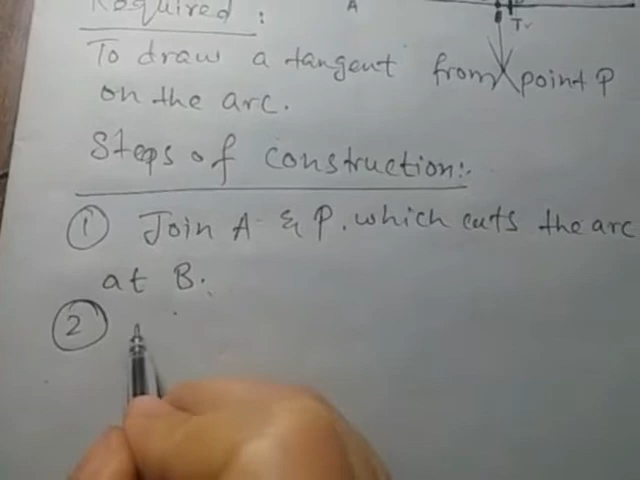 Required :
A
Tr
To draw a tangent from point P
on the arc.
Steps of construction:.
1 Join A & P. which cuts the arc
at B.
2